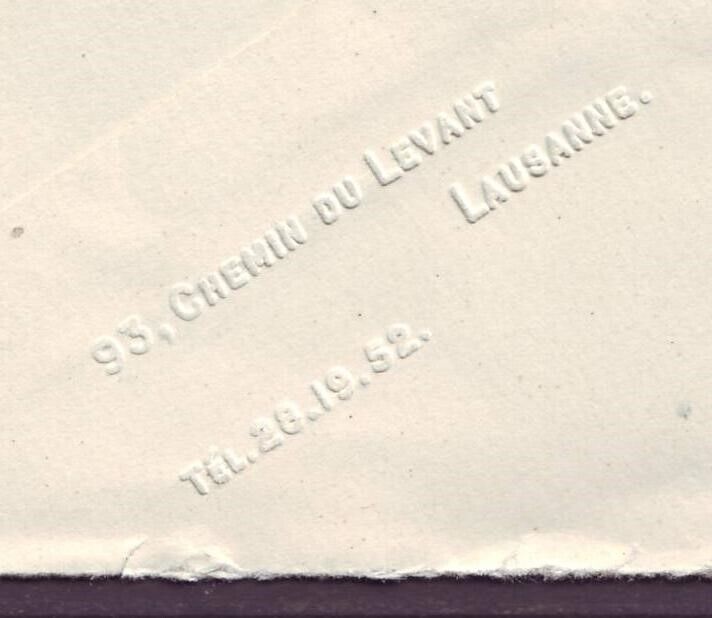 93, CHEMIN DU LEVANT
LAUSANNE.
TÉL. 28.19.52.